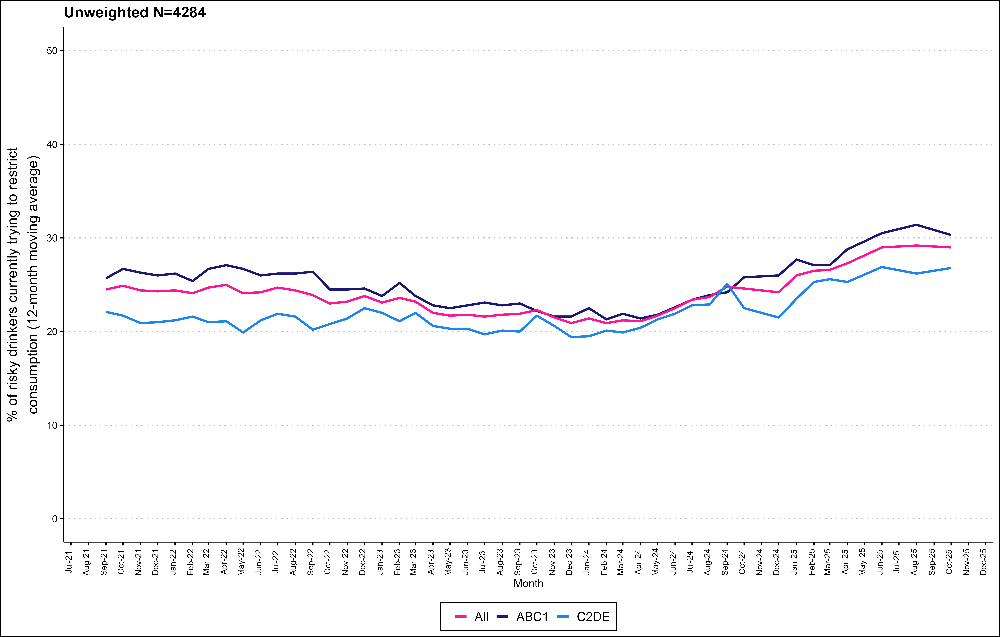 Unweighted N=4284
% of risky drinkers currently trying to restrict
consumption (12-month moving average)
50
40
30
20
10
0
Jul-21
Aug-21
Sep-21
Oct-21
Nov-21
Dec-21
Jan-22
Feb-22
Mar-22
Apr-22
May-22
Jun-22
Jul-22
Aug-22
Sep-22
Oct-22
Nov-22
Dec-22
Jan-23
Feb-23
Mar-23
Apr-23
May-23
Jun-23
Jul-23
Aug-23
Sep-23
Oct-23
Nov-23
Dec-23
Jan-24
Feb-24
Mar-24
Apr-24
May-24
Jun-24
Jul-24
Aug-24
Sep-24
Oct-24
Nov-24
Dec-24
Jan-25
Feb-25
Mar-25
Apr-25
May-25
Jun-25
Jul-25
Aug-25
Sep-25
Oct-25
Nov-25
Dec-25
Month
All ABC1 C2DE